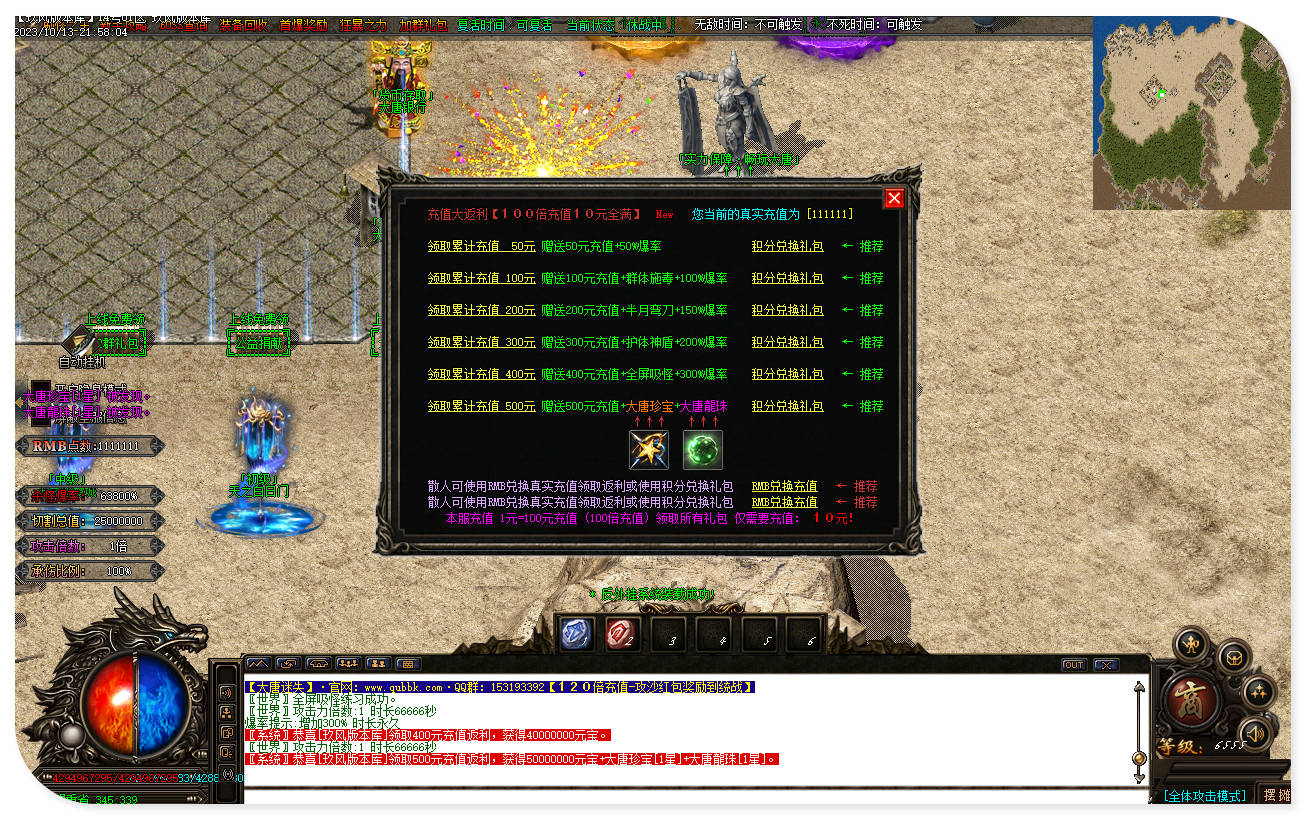 装备回收 首爆奖励 狂暴之力 加群礼包 复活时间：可复活 当前状态：休战中 无敌时间：不可触发 不死时间：可触发
2023/10/13-21:58:04
大唐银行
『实力保障·畅玩大唐』
↑↑↑
充值大返利【１００倍充值１０元全满】 New 您当前的真实充值为 [111111]
领取累计充值 50元 赠送50元充值+50%爆率 积分兑换礼包 ← 推荐
领取累计充值 100元 赠送100元充值+群体施毒+100%爆率 积分兑换礼包 ← 推荐
领取累计充值 200元 赠送200元充值+半月弯刀+150%爆率 积分兑换礼包 ← 推荐
领取累计充值 300元 赠送300元充值+护体神盾+200%爆率 积分兑换礼包 ← 推荐
领取累计充值 400元 赠送400元充值+全屏吸怪+300%爆率 积分兑换礼包 ← 推荐
领取累计充值 500元 赠送500元充值+大唐珍宝+大唐龍珠 积分兑换礼包 ← 推荐
↑↑↑ ↑↑↑
散人可使用RMB兑换真实充值领取返利或使用积分兑换礼包 RMB兑换充值 ← 推荐
散人可使用RMB兑换真实充值领取返利或使用积分兑换礼包 RMB兑换充值 ← 推荐
本服充值 1元=100元充值（100倍充值）领取所有礼包 仅需要充值： １０元！
上线免费领 上线免费领
群礼包 公益捐献
自动挂机
RMB点数:1111111
『初级』
63800%
切割总值: 25000000
攻击倍数: 1倍
承伤比例: 100%
1 2 3 4 5 6
OUT
【大唐迷失】·官网：www.qubbk.com·QQ群：153193392【１２０倍充值-攻沙红包奖励到统战】
〖世界〗全屏吸怪练习成功。
〖世界〗攻击力倍数:1 时长66666秒
爆率提示:增加300% 时长永久
〖系统〗恭喜[玖风版本库]领取400元充值返利，获得40000000元宝。
〖世界〗攻击力倍数:1 时长66666秒
〖系统〗恭喜[玖风版本库]领取500元充值返利，获得50000000元宝+大唐珍宝[1星]+大唐龍珠[1星]。
商
等级:
345:339
[全体攻击模式] 摆摊